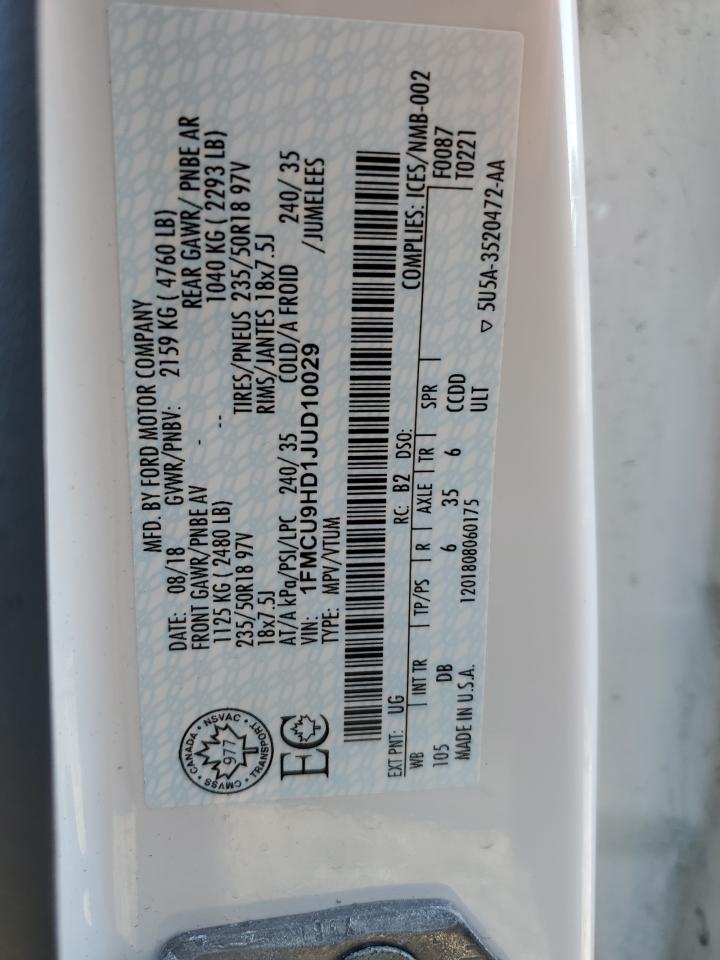 MFD. BY FORD MOTOR COMPANY
DATE: 08/18 GVWR/PNBV: 2159 KG ( 4760 LB)
FRONT GAWR/PNBE AV REAR GAWR/ PNBE AR
1125 KG ( 2480 LB) - -- 1040 KG ( 2293 LB)
235/50R18 97V TIRES/PNEUS 235/50R18 97V
18x7.5J RIMS/JANTES 18x7.5J
AT/A kPa/PSI/LPC 240/ 35 COLD/A FROID 240/ 35
VIN: 1FMCU9HD1JUD10029 /JUMELEES
TYPE: MPV/VTUM
CANADA • NSVAC • TRANSPORT • CMVSS •
977
EC
EXT PNT: UG RC: B2 DSO: COMPLIES: ICES/NMB-002
WB INT TR TP/PS R AXLE TR SPR F0087
T0221
105 DB 6 35 6 CCDD
MADE IN U.S.A. 1201808060175 ULT ▽ 5U5A-3520472-AA